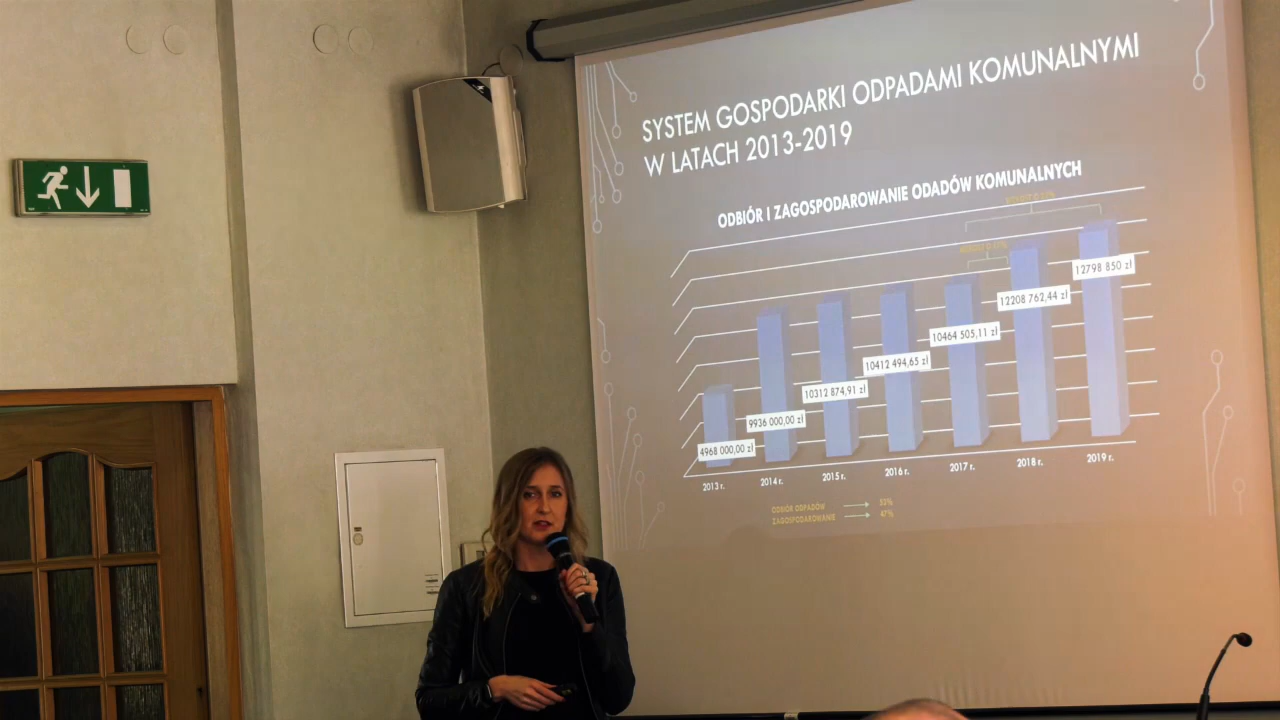 SYSTEM GOSPODARKI ODPADAMI KOMUNALNYMI
W LATACH 2013-2019
ODBIÓR I ZAGOSPODAROWANIE ODADÓW KOMUNALNYCH
12798 850 zł
12208 762,44 zł
10464 505,11 zł
10412 494,65 zł
10312 874,91 zł
9936 000,00 zł
4968 000,00 zł
2013 r.
2014 r.
2015 r.
2016 r.
2017 r.
2018 r.
2019 r.
ODBIÓR ODPADÓW 53%
ZAGOSPODAROWANIE 47%